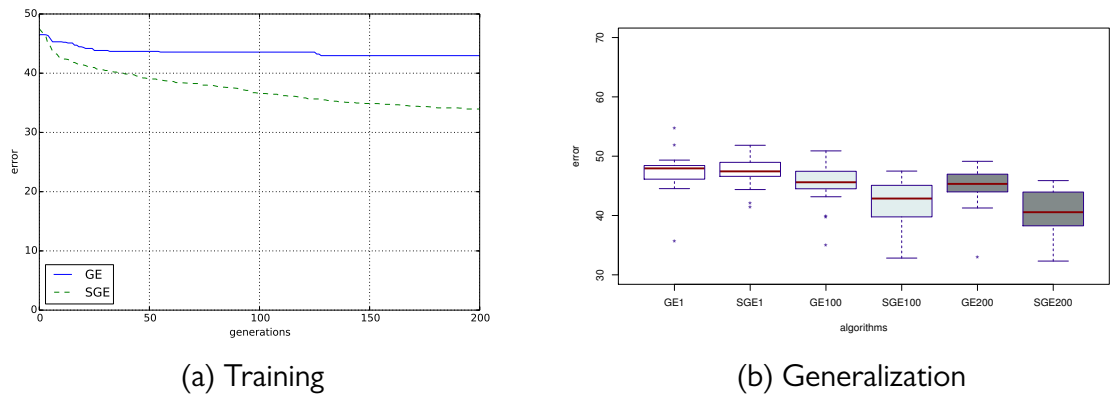 50
40
30
20
10
0
error
GE
SGE
0
50
100
150
200
generations
(a) Training
70
60
50
40
30
error
GE1
SGE1
GE100
SGE100
GE200
SGE200
algorithms
(b) Generalization